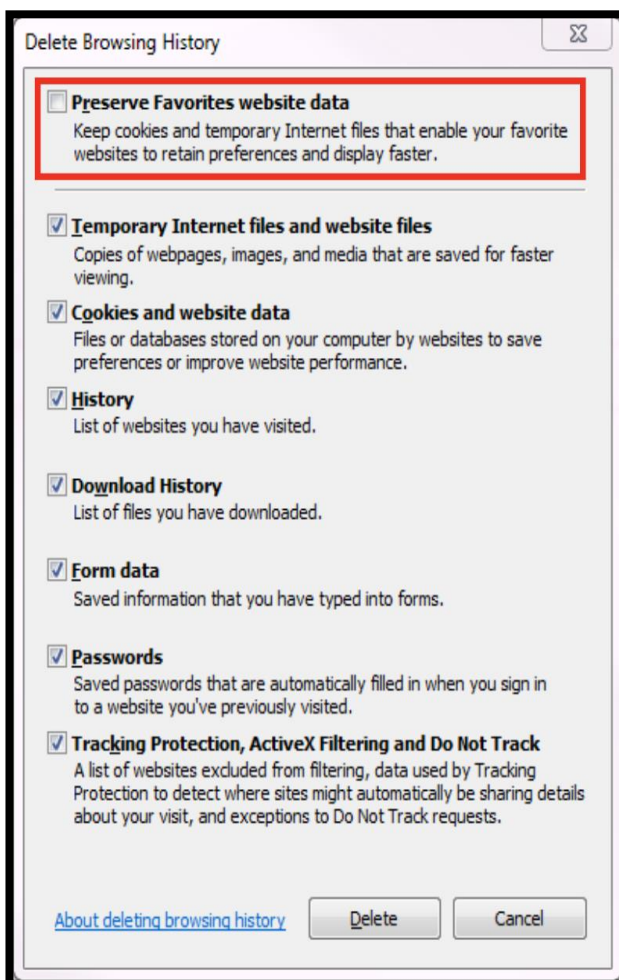 Delete Browsing History
Preserve Favorites website data
Keep cookies and temporary Internet files that enable your favorite
websites to retain preferences and display faster.
Temporary Internet files and website files
Copies of webpages, images, and media that are saved for faster
viewing.
Cookies and website data
Files or databases stored on your computer by websites to save
preferences or improve website performance.
History
List of websites you have visited.
Download History
List of files you have downloaded.
Form data
Saved information that you have typed into forms.
Passwords
Saved passwords that are automatically filled in when you sign in
to a website you've previously visited.
Tracking Protection, ActiveX Filtering and Do Not Track
A list of websites excluded from filtering, data used by Tracking
Protection to detect where sites might automatically be sharing details
about your visit, and exceptions to Do Not Track requests.
About deleting browsing history Delete Cancel